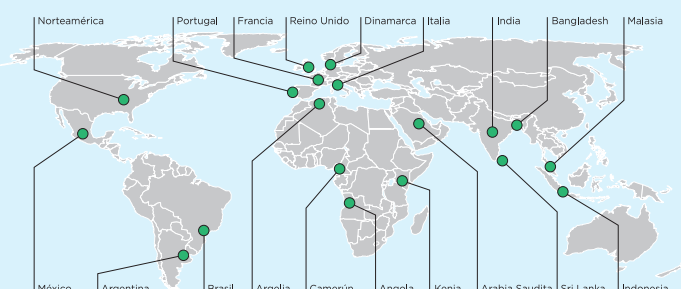 Norteamérica
Portugal
Francia
Reino Unido
Dinamarca
Italia
India
Bangladesh
Malasia
México
Argentina
Brasil
Argelia
Camerún
Angola
Kenia
Arabia Saudita
Sri Lanka
Indonesia